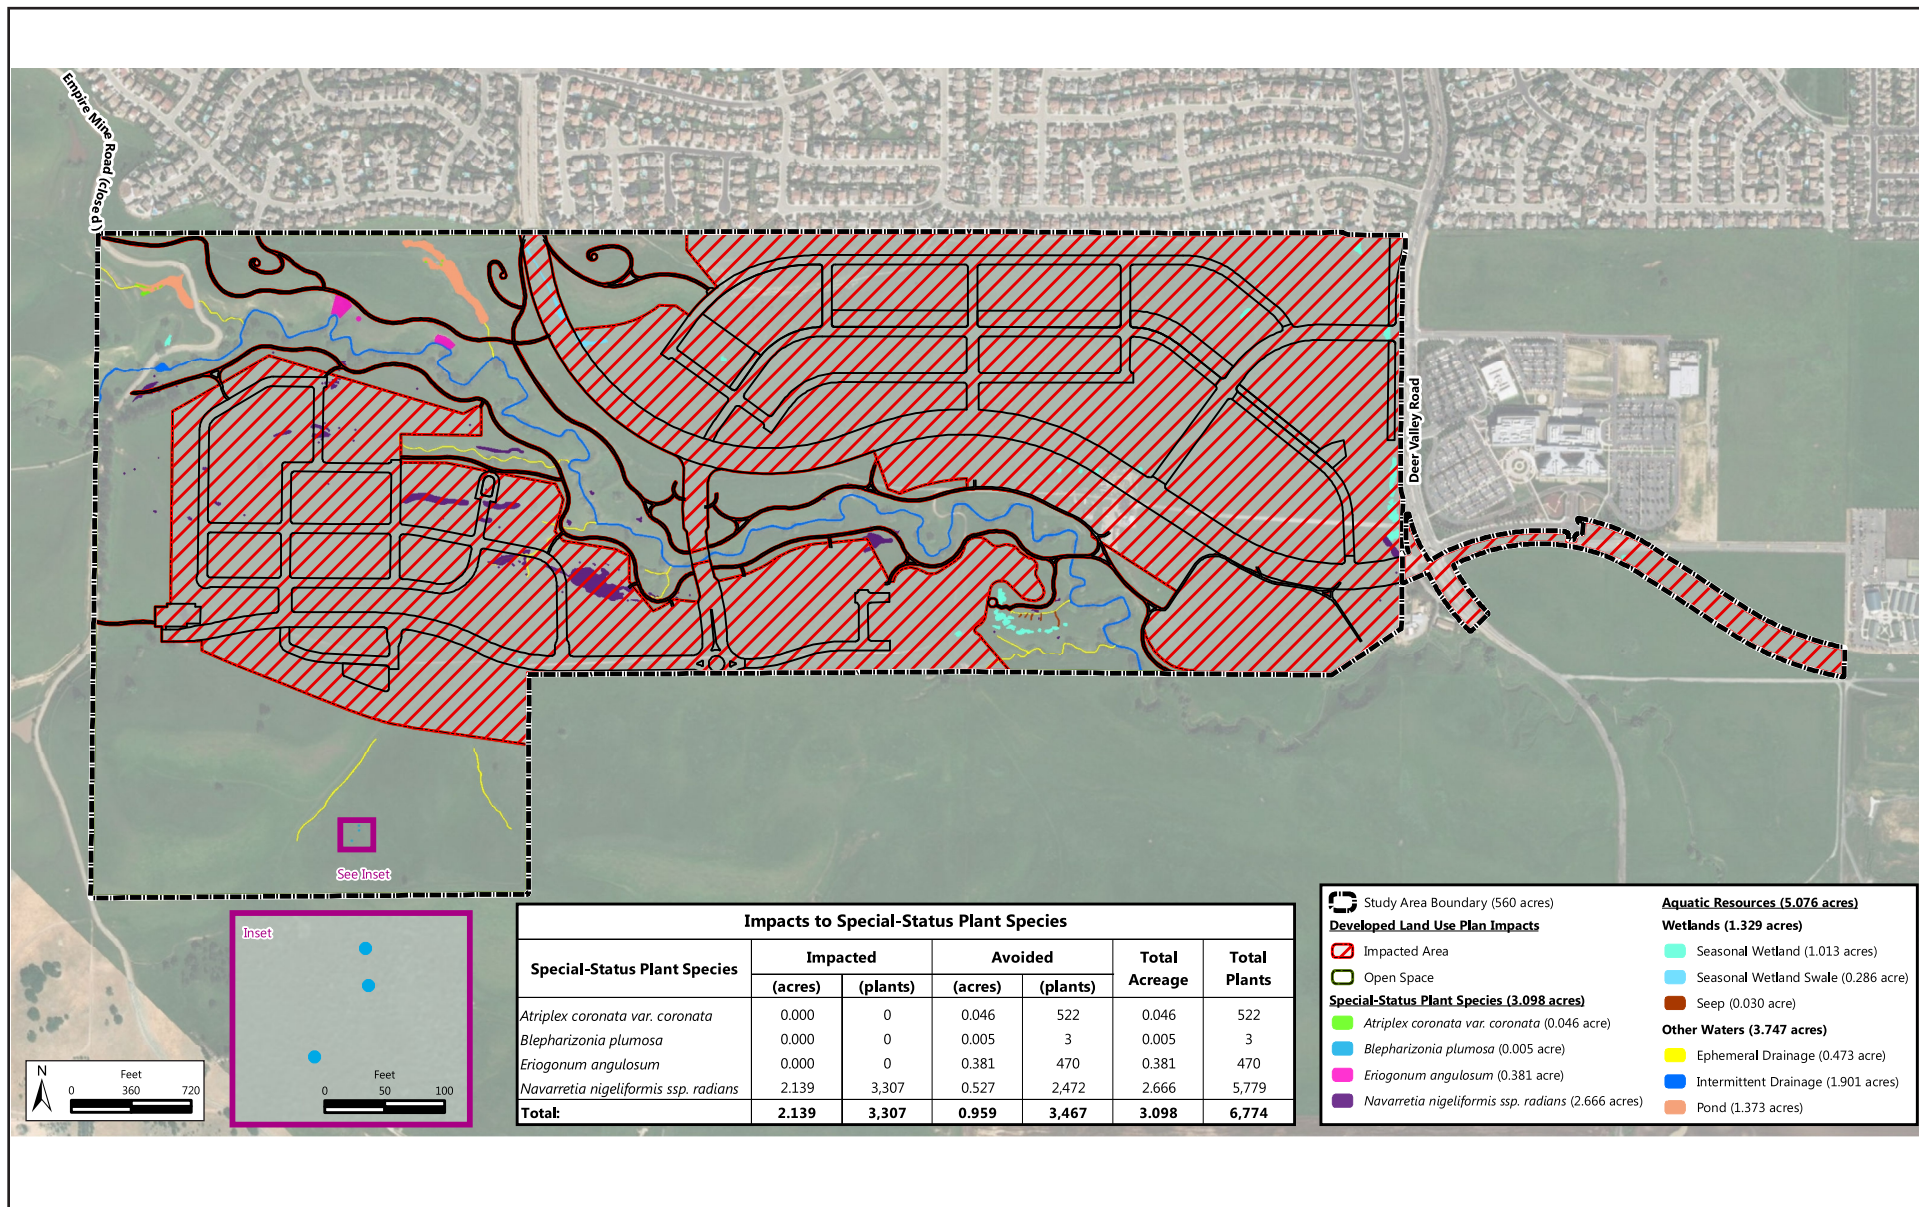 Empire Mine Road (closed)
Deer Valley Road
See Inset
Inset
Feet
0 50 100
N
Feet
0 360 720
Impacts to Special-Status Plant Species
Special-Status Plant Species Impacted Avoided Total Acreage Total Plants
(acres) (plants) (acres) (plants)
Atriplex coronata var. coronata 0.000 0 0.046 522 0.046 522
Blepharizonia plumosa 0.000 0 0.005 3 0.005 3
Eriogonum angulosum 0.000 0 0.381 470 0.381 470
Navarretia nigeliformis ssp. radians 2.139 3,307 0.527 2,472 2.666 5,779
Total: 2.139 3,307 0.959 3,467 3.098 6,774
Study Area Boundary (560 acres)
Developed Land Use Plan Impacts
Impacted Area
Open Space
Special-Status Plant Species (3.098 acres)
Atriplex coronata var. coronata (0.046 acre)
Blepharizonia plumosa (0.005 acre)
Eriogonum angulosum (0.381 acre)
Navarretia nigeliformis ssp. radians (2.666 acres)
Aquatic Resources (5.076 acres)
Wetlands (1.329 acres)
Seasonal Wetland (1.013 acres)
Seasonal Wetland Swale (0.286 acre)
Seep (0.030 acre)
Other Waters (3.747 acres)
Ephemeral Drainage (0.473 acre)
Intermittent Drainage (1.901 acres)
Pond (1.373 acres)